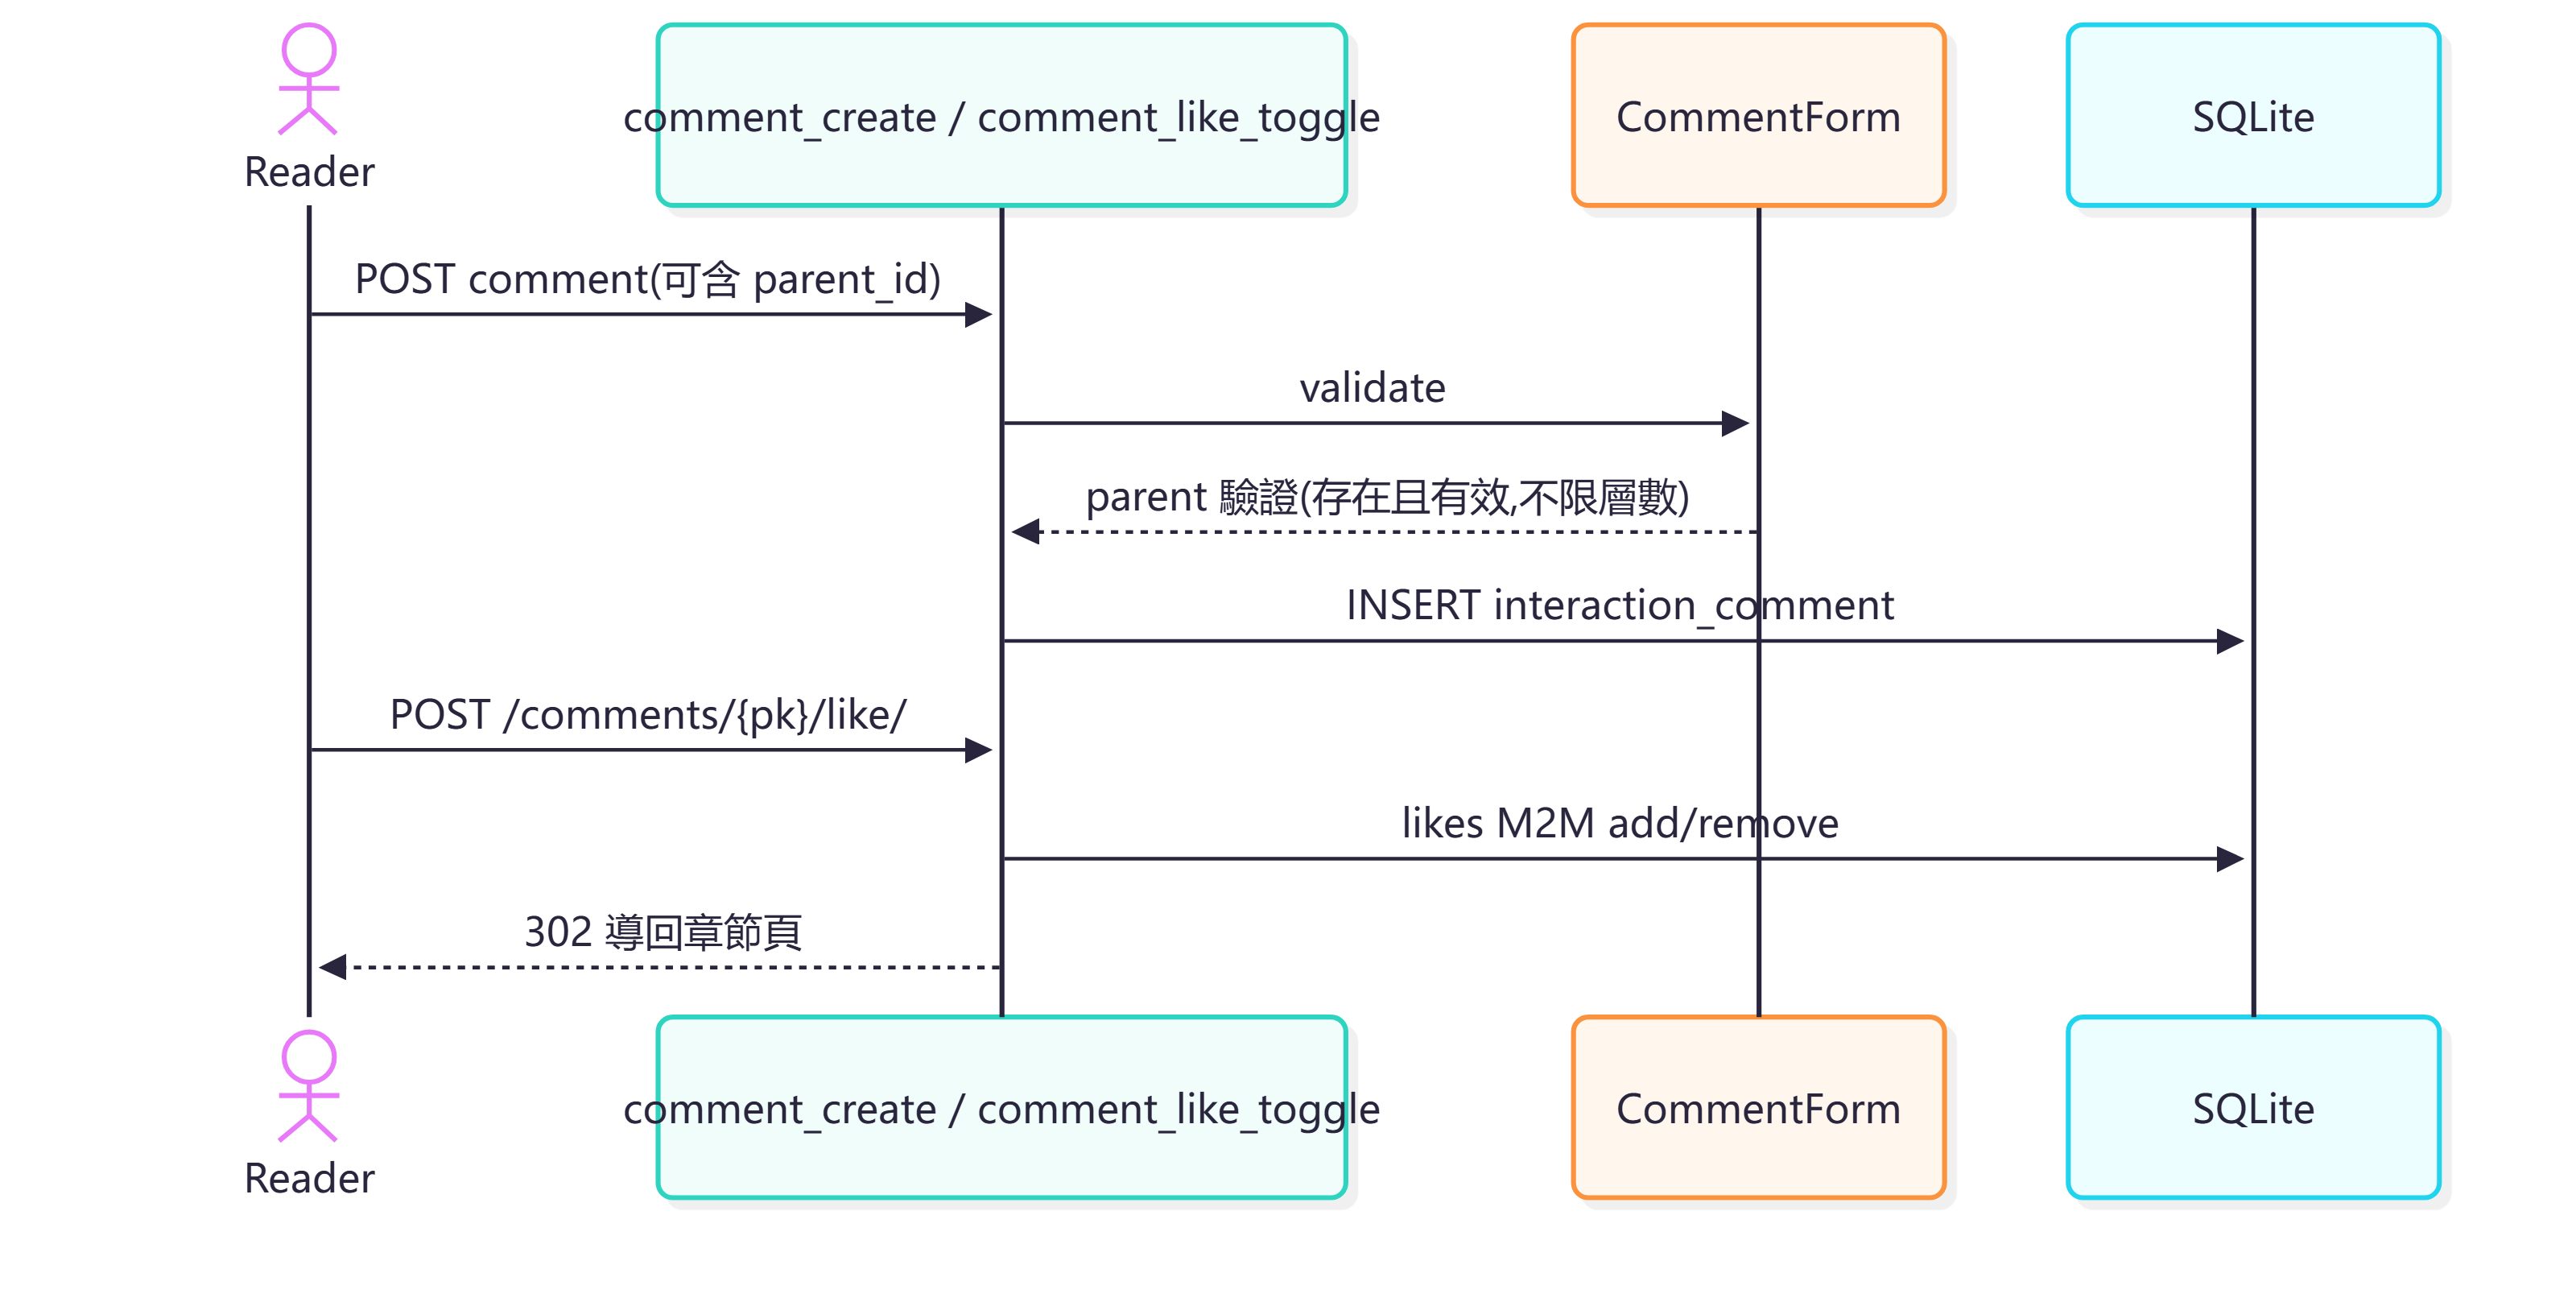 Reader
comment_create / comment_like_toggle
CommentForm
SQLite
POST comment(可含 parent_id)
validate
parent 驗證(存在且有效,不限層數)
INSERT interaction_comment
POST /comments/{pk}/like/
likes M2M add/remove
302 導回章節頁
Reader
comment_create / comment_like_toggle
CommentForm
SQLite